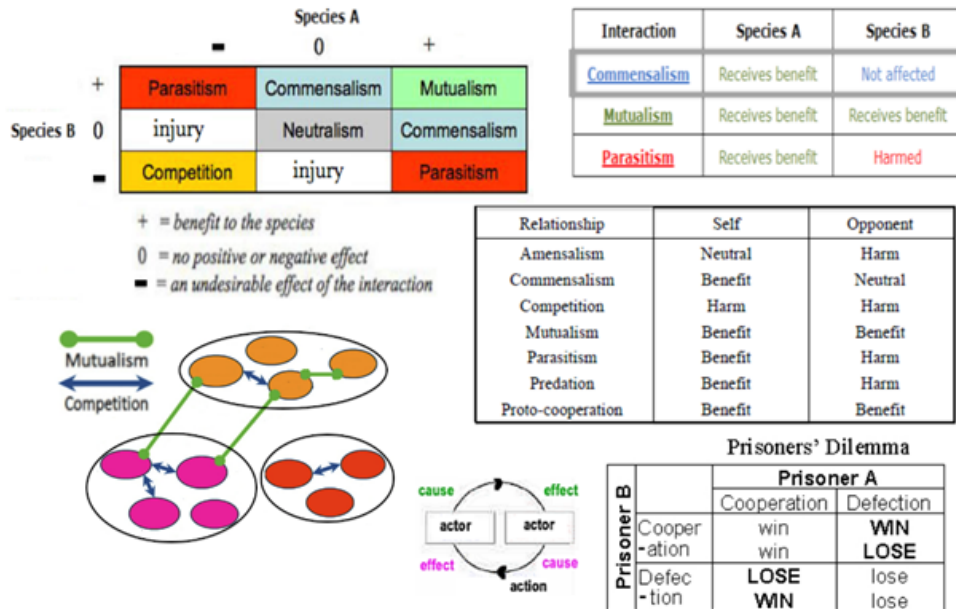 Species A
- 0 +
+ Parasitism Commensalism Mutualism
Species B 0 injury Neutralism Commensalism
- Competition injury Parasitism
+ = benefit to the species
0 = no positive or negative effect
- = an undesirable effect of the interaction
Interaction Species A Species B
Commensalism Receives benefit Not affected
Mutualism Receives benefit Receives benefit
Parasitism Receives benefit Harmed
Relationship Self Opponent
Amensalism Neutral Harm
Commensalism Benefit Neutral
Competition Harm Harm
Mutualism Benefit Benefit
Parasitism Benefit Harm
Predation Benefit Harm
Proto-cooperation Benefit Benefit
Mutualism
Competition
cause effect
actor actor
effect cause
action
Prisoners' Dilemma
Prisoner A
Prisoner B
Cooperation Defection
Cooper win WIN
-ation win LOSE
Defec LOSE lose
-tion WIN lose